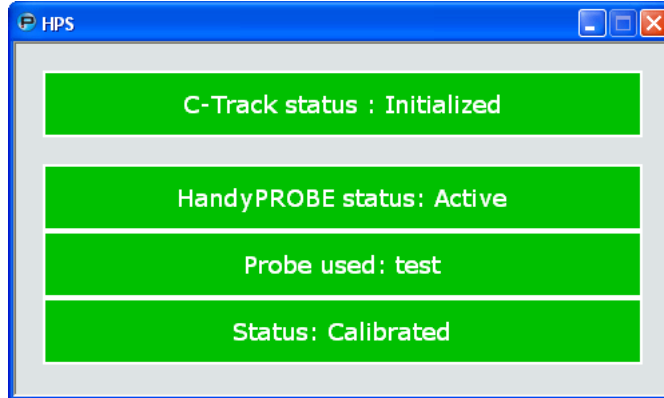 HPS
C-Track status : Initialized
HandyPROBE status: Active
Probe used: test
Status: Calibrated